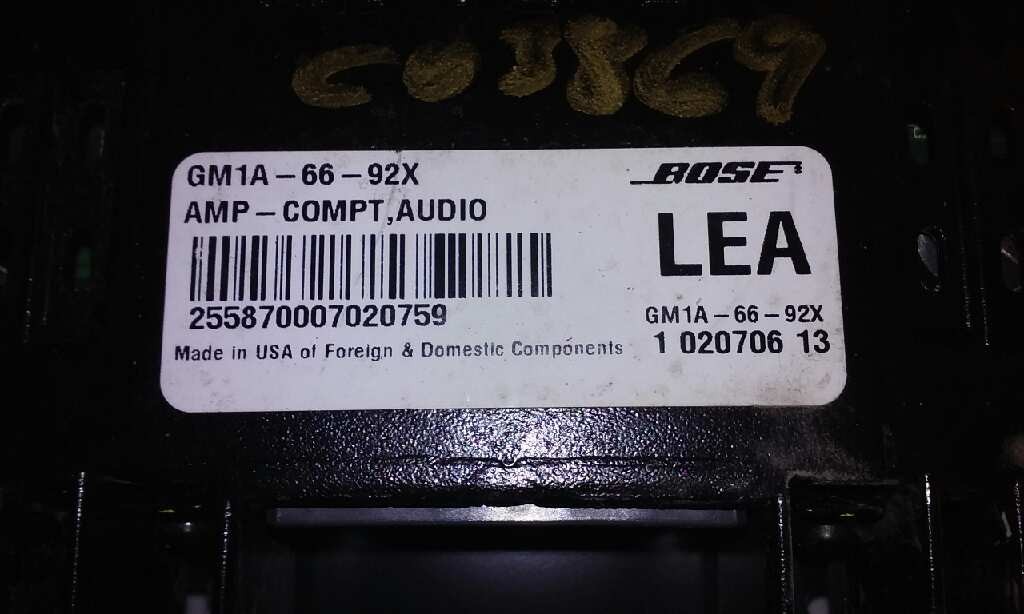 C038C9
GM1A-66-92X
BOSE
AMP-COMPT,AUDIO
LEA
255870007020759
GM1A-66-92X
Made in USA of Foreign & Domestic Components
1 020706 13